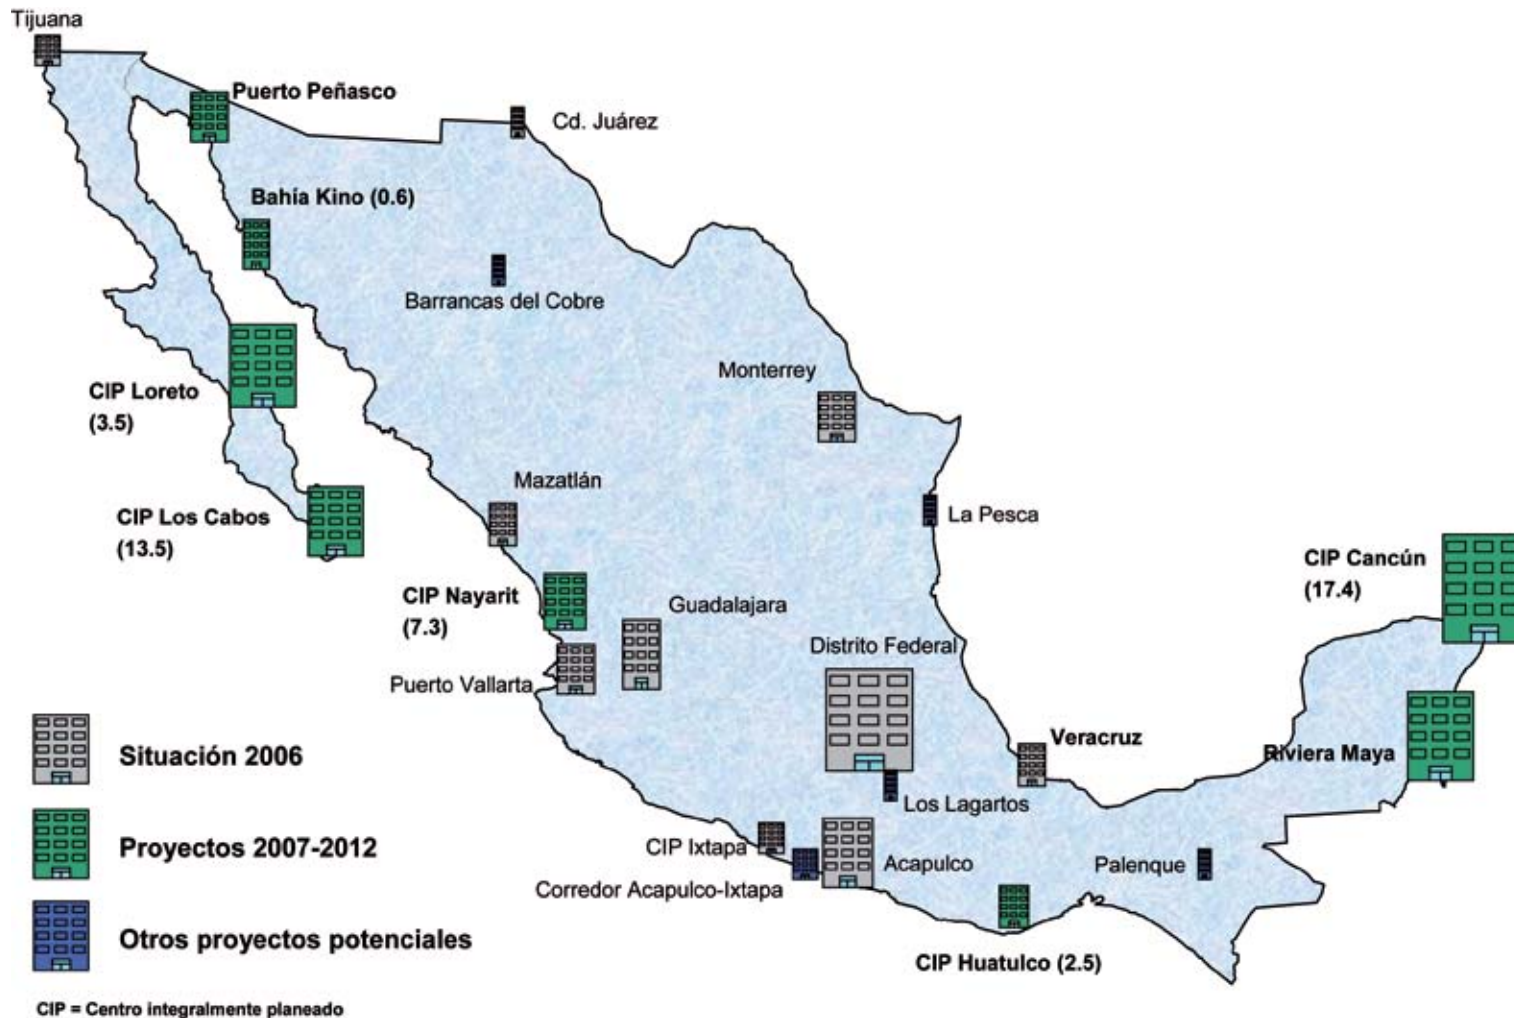 Tijuana
Puerto Peñasco
Cd. Juárez
Bahía Kino (0.6)
Barrancas del Cobre
Monterrey
CIP Loreto
(3.5)
Mazatlán
La Pesca
CIP Los Cabos
(13.5)
CIP Cancún
(17.4)
CIP Nayarit
(7.3)
Guadalajara
Distrito Federal
Puerto Vallarta
Veracruz
Riviera Maya
Situación 2006
Los Lagartos
CIP Ixtapa
Acapulco
Palenque
Corredor Acapulco-Ixtapa
Proyectos 2007-2012
CIP Huatulco (2.5)
Otros proyectos potenciales
CIP = Centro integralmente planeado